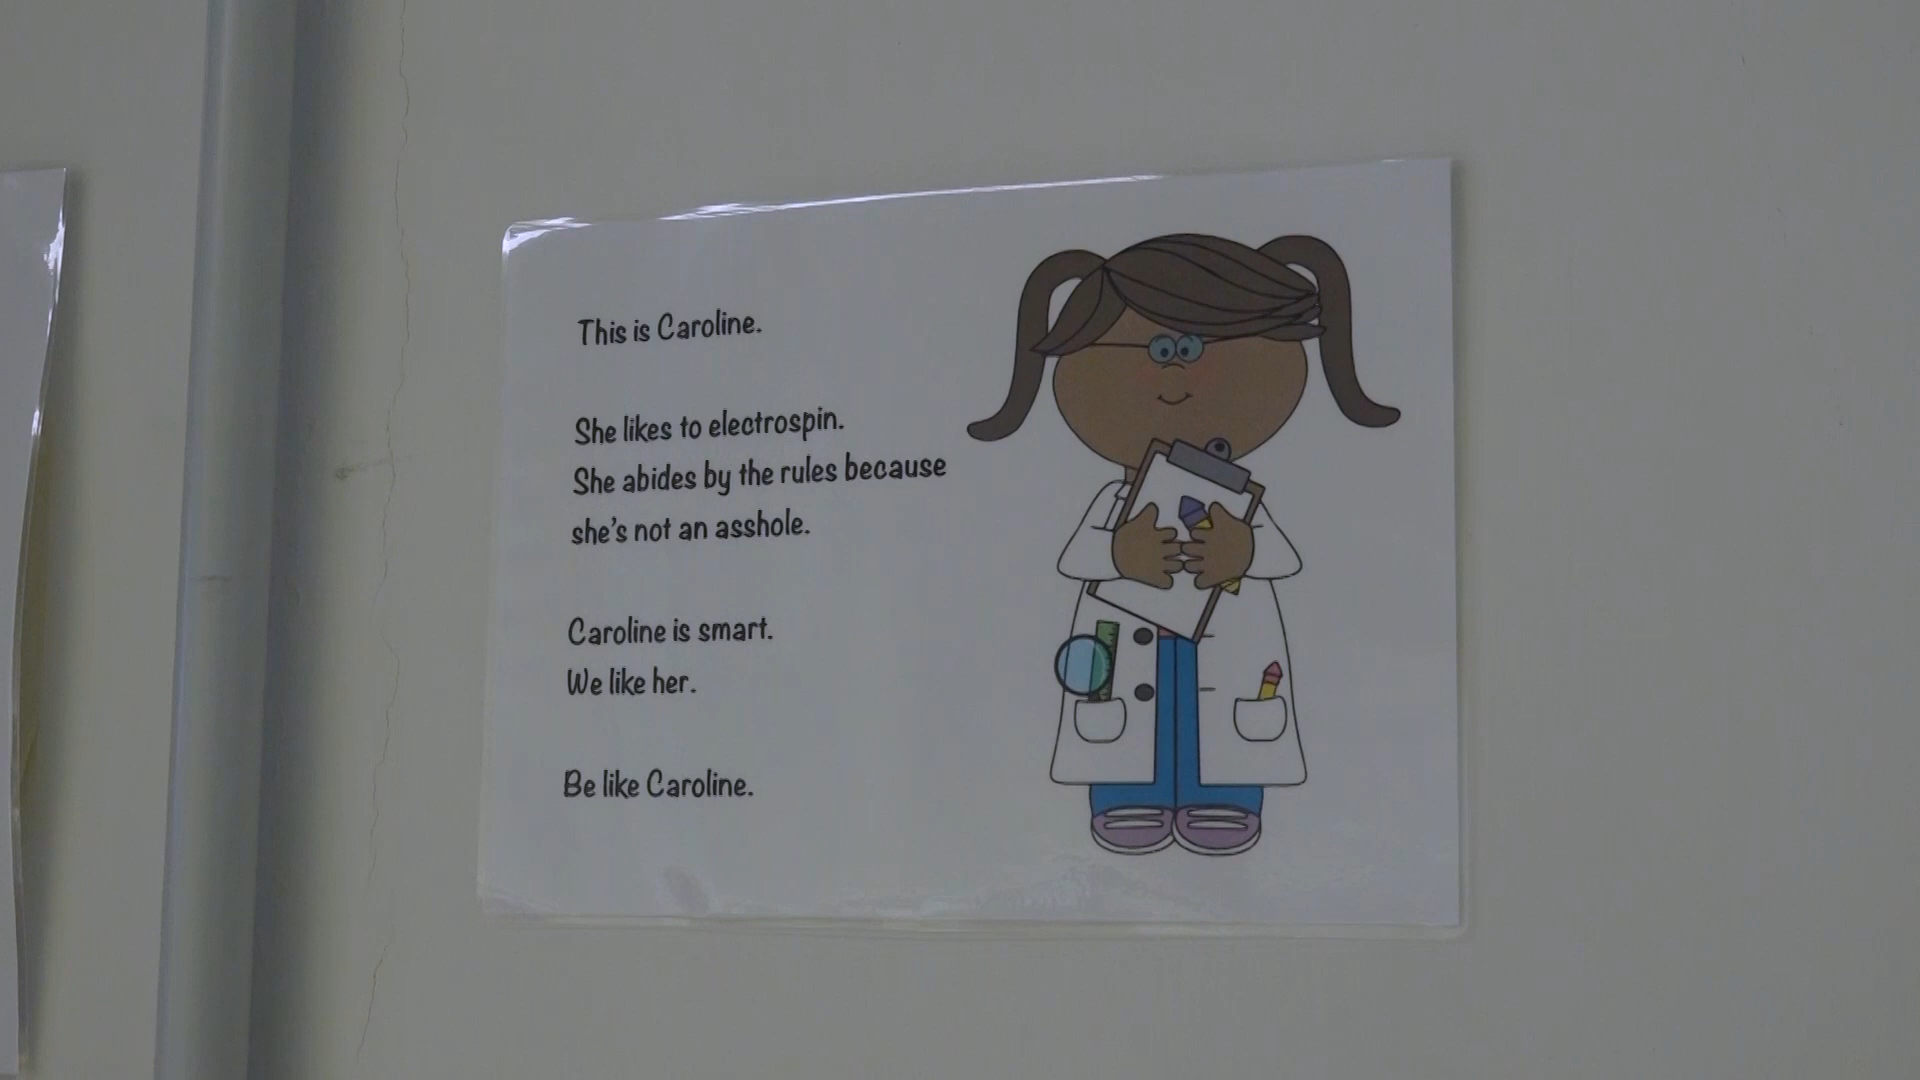 This is Caroline.
She likes to electrospin.
She abides by the rules because
she's not an asshole.
Caroline is smart.
We like her.
Be like Caroline.